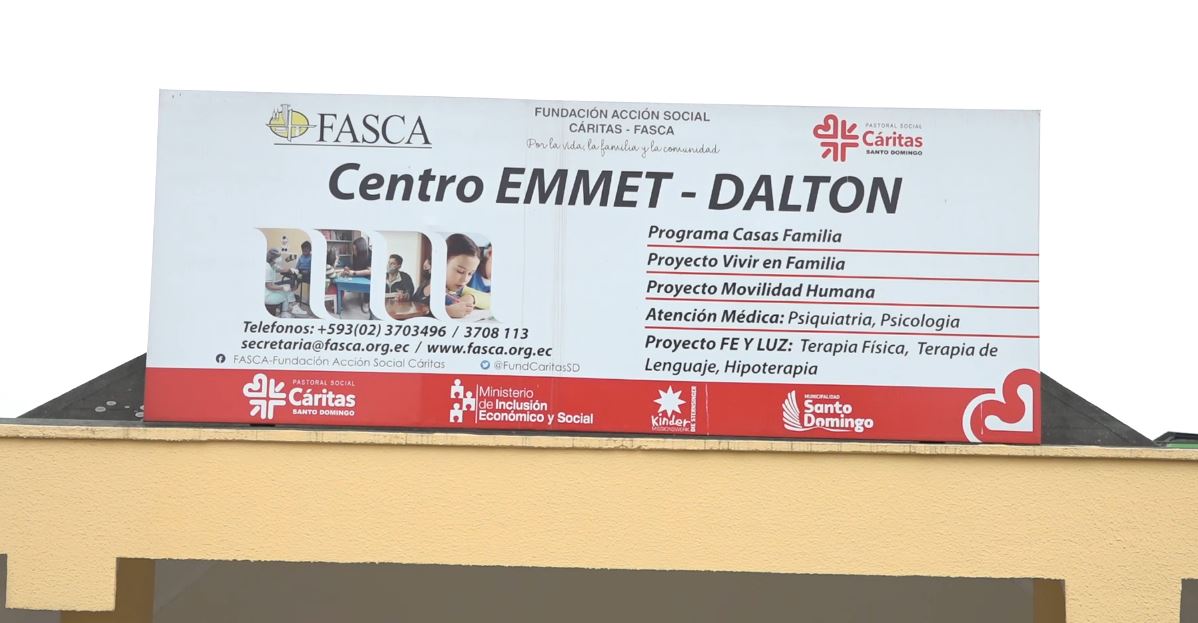 FASCA
FUNDACIÓN ACCIÓN SOCIAL
CÁRITAS - FASCA
Por la vida, la familia y la comunidad
PASTORAL SOCIAL
Cáritas
SANTO DOMINGO
Centro EMMET - DALTON
Programa Casas Familia
Proyecto Vivir en Familia
Proyecto Movilidad Humana
Atención Médica: Psiquiatria, Psicologia
Proyecto FE Y LUZ: Terapia Física, Terapia de
Lenguaje, Hipoterapia
Telefonos: +593(02) 3703496 / 3708 113
secretaria@fasca.org.ec / www.fasca.org.ec
FASCA-Fundación Acción Social Cáritas @FundCaritasSD
PASTORAL SOCIAL
Cáritas
SANTO DOMINGO
Ministerio
de Inclusión
Económico y Social
Kinder
MISSIONSWERK
DIE STERNSINGER
MUNICIPALIDAD
Santo
Domingo